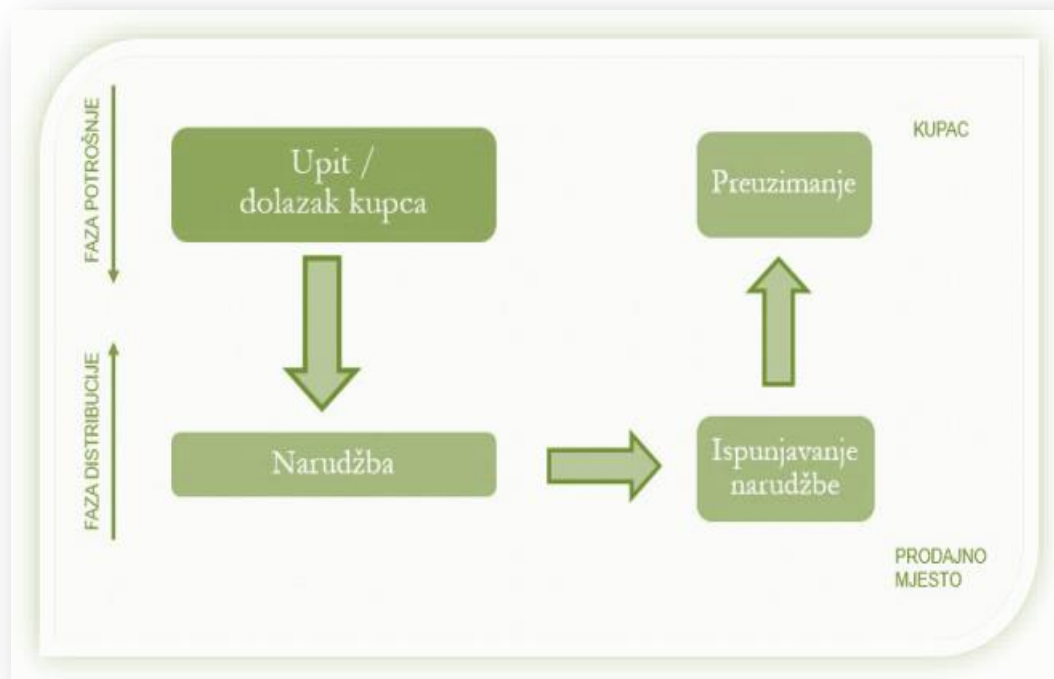 FAZA POTROŠNJE
Upit /
dolazak kupca
Preuzimanje
KUPAC
FAZA DISTRIBUCIJE
Narudžba
Ispunjavanje
narudžbe
PRODAJNO
MJESTO